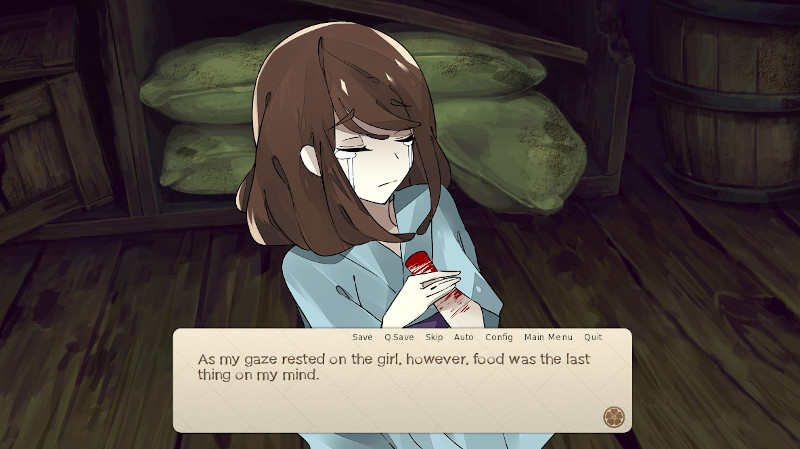 Save Q.Save Skip Auto Config Main Menu Quit
As my gaze rested on the girl, however, food was the last
thing on my mind.